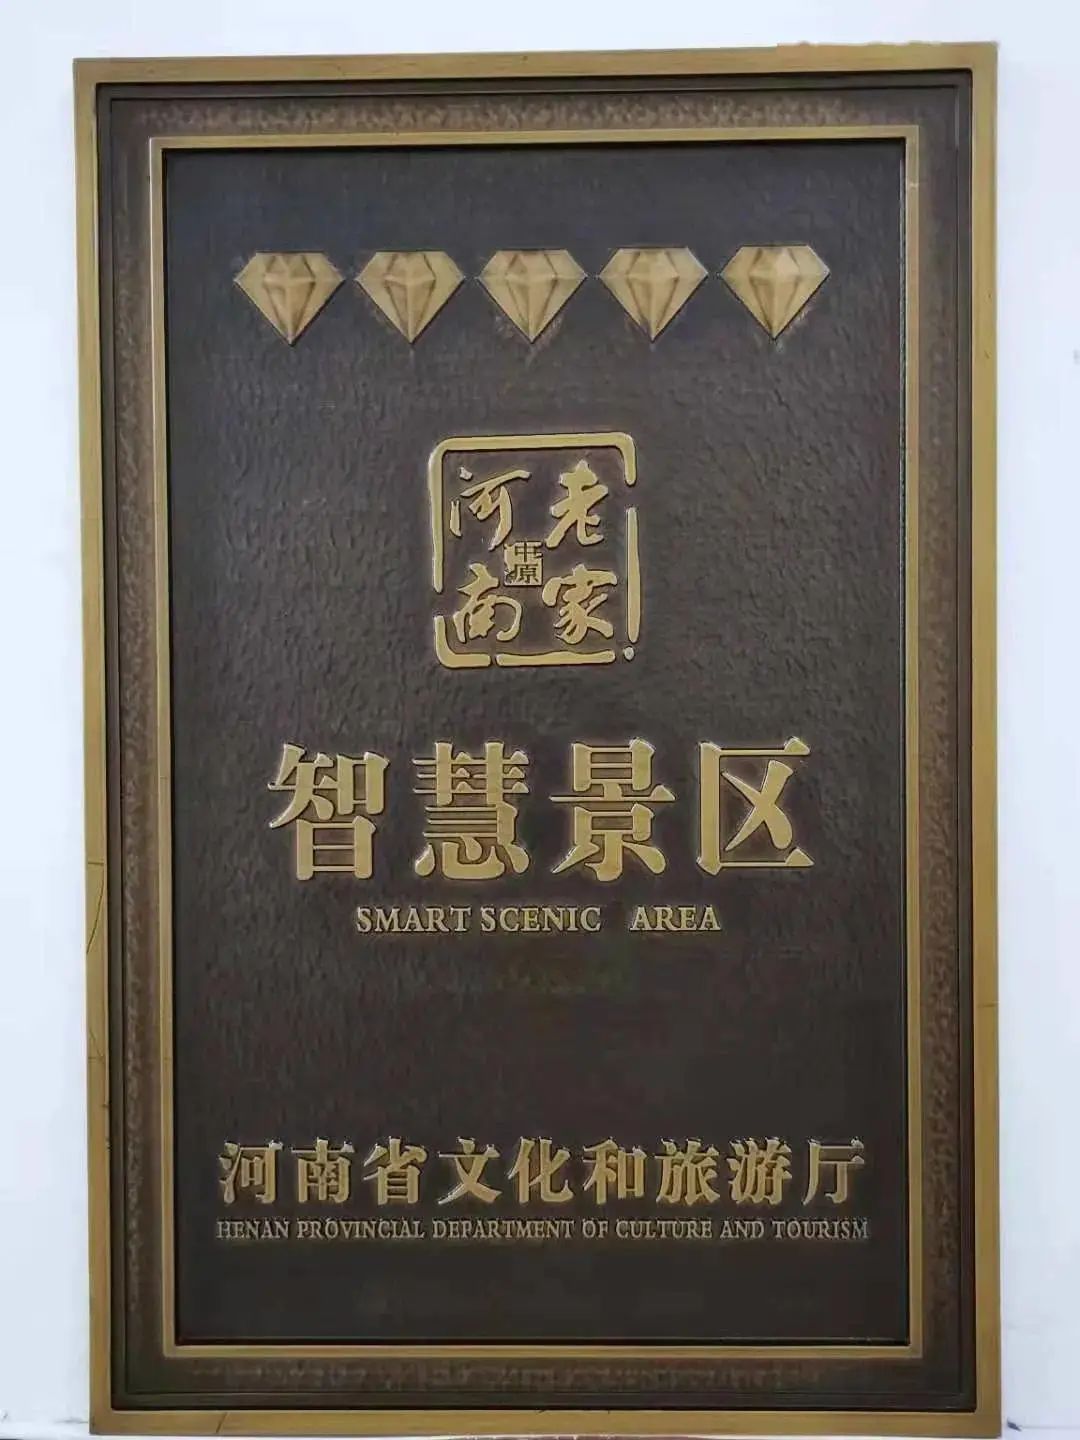 老家
河南
中原
智慧景区
SMART SCENIC AREA
河南省文化和旅游厅
HENAN PROVINCIAL DEPARTMENT OF CULTURE AND TOURISM